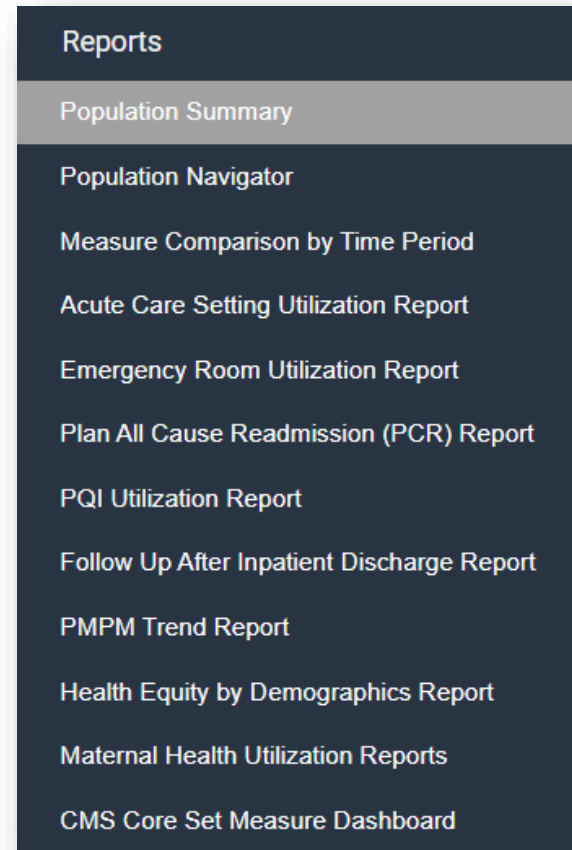 Reports
Population Summary
Population Navigator
Measure Comparison by Time Period
Acute Care Setting Utilization Report
Emergency Room Utilization Report
Plan All Cause Readmission (PCR) Report
PQI Utilization Report
Follow Up After Inpatient Discharge Report
PMPM Trend Report
Health Equity by Demographics Report
Maternal Health Utilization Reports
CMS Core Set Measure Dashboard